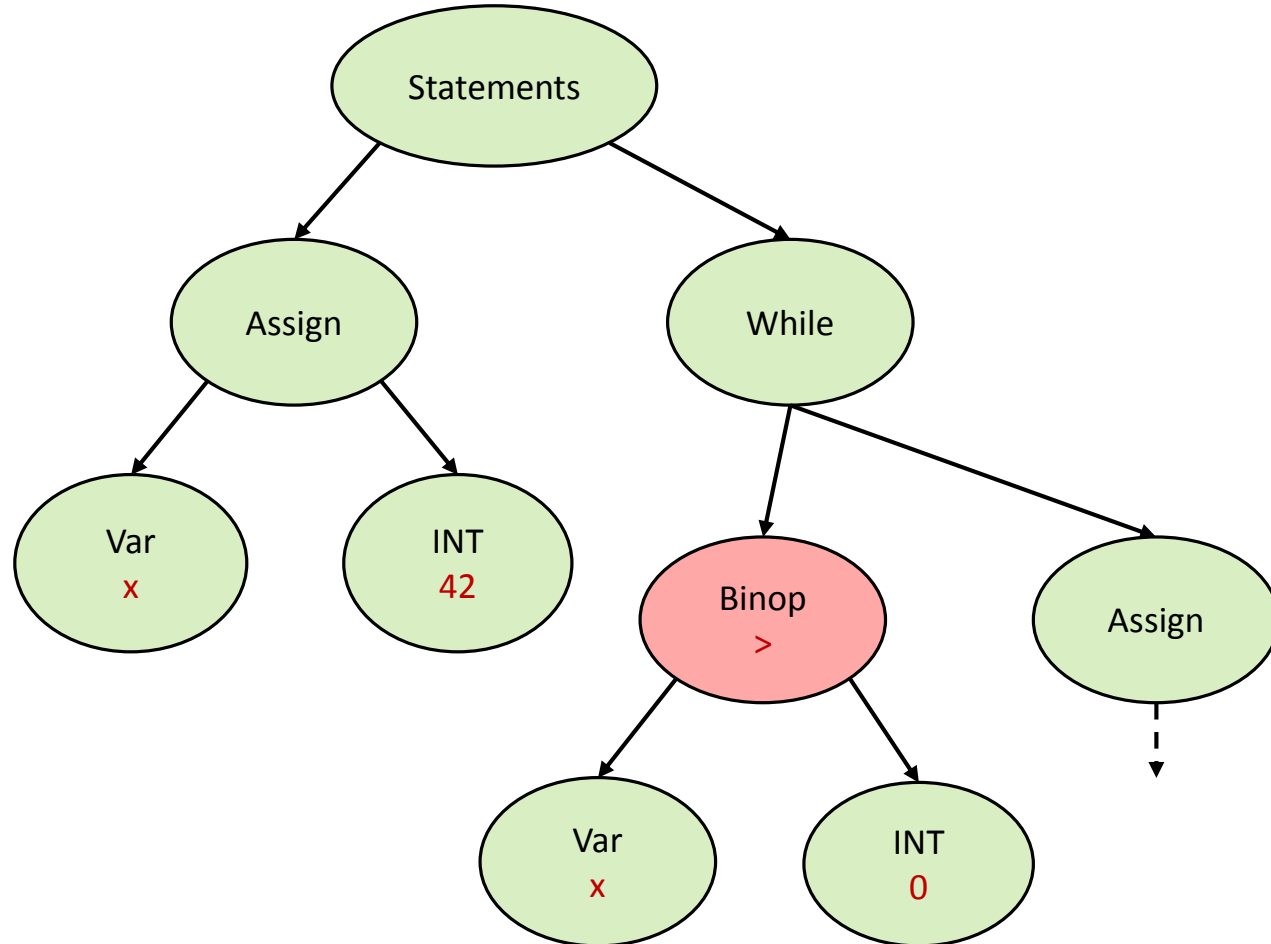 Statements
Assign
While
Var
x
INT
42
Binop
>
Assign
Var
x
INT
0